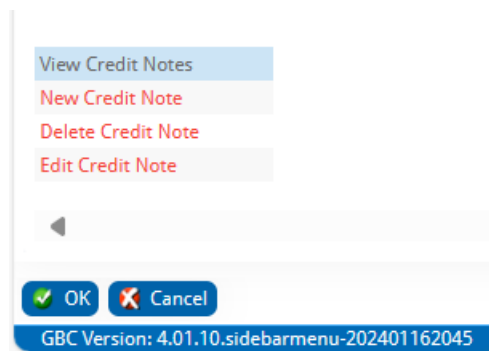 View Credit Notes
New Credit Note
Delete Credit Note
Edit Credit Note
OK Cancel
GBC Version: 4.01.10.sidebarmenu-202401162045